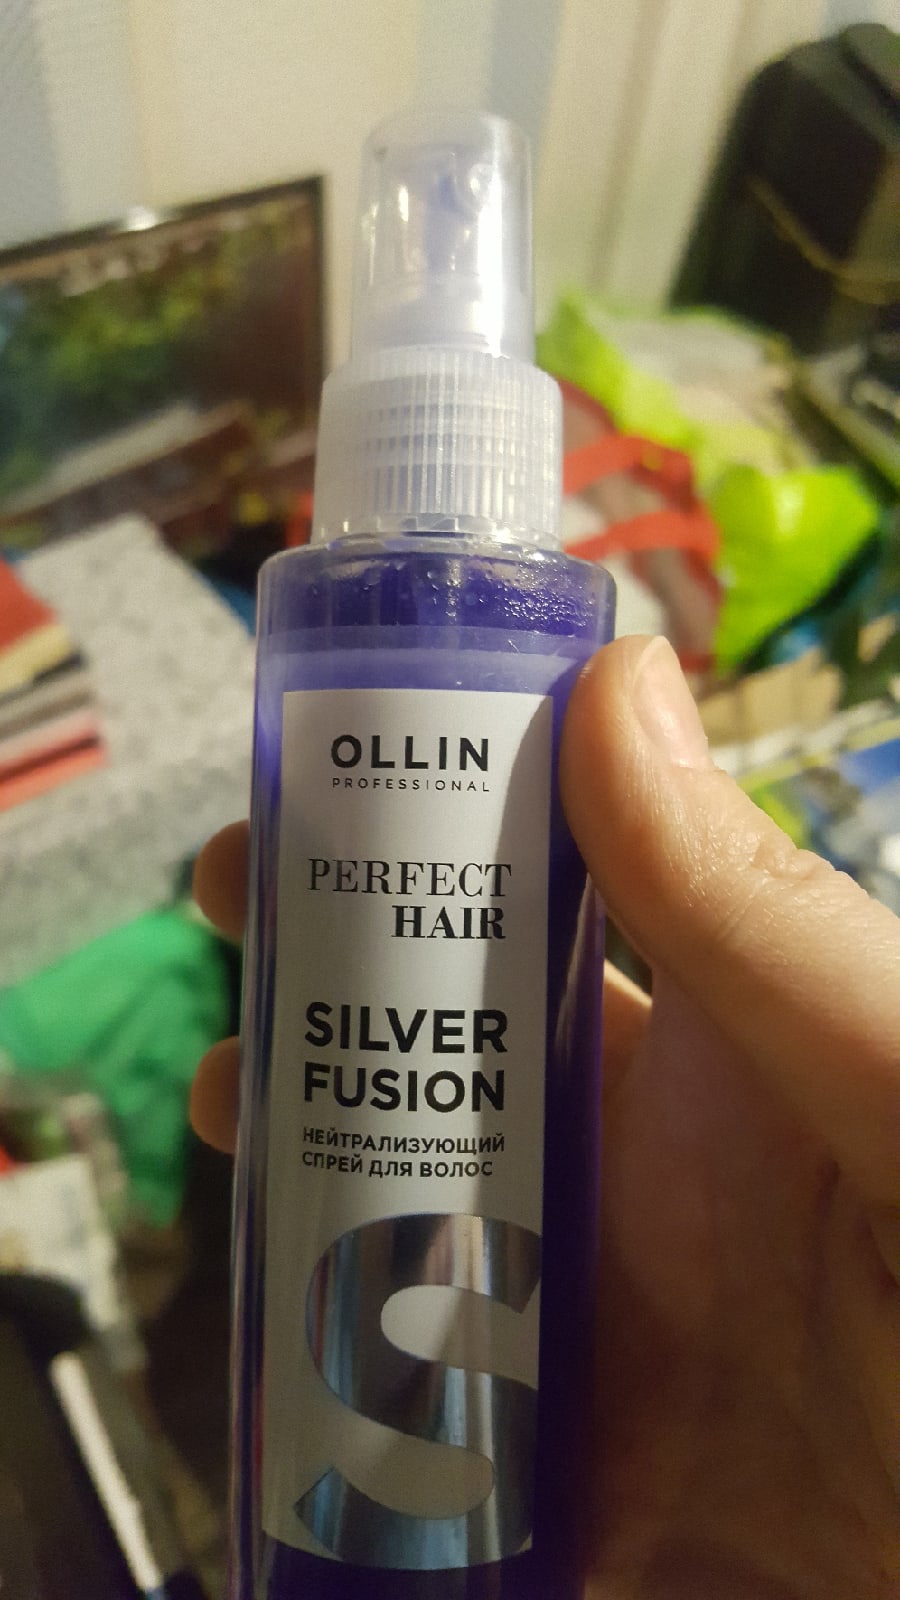 OLLIN
PROFESSIONAL
PERFECT
HAIR
SILVER
FUSION
НЕЙТРАЛИЗУЮЩИЙ
СПРЕЙ ДЛЯ ВОЛОС
S